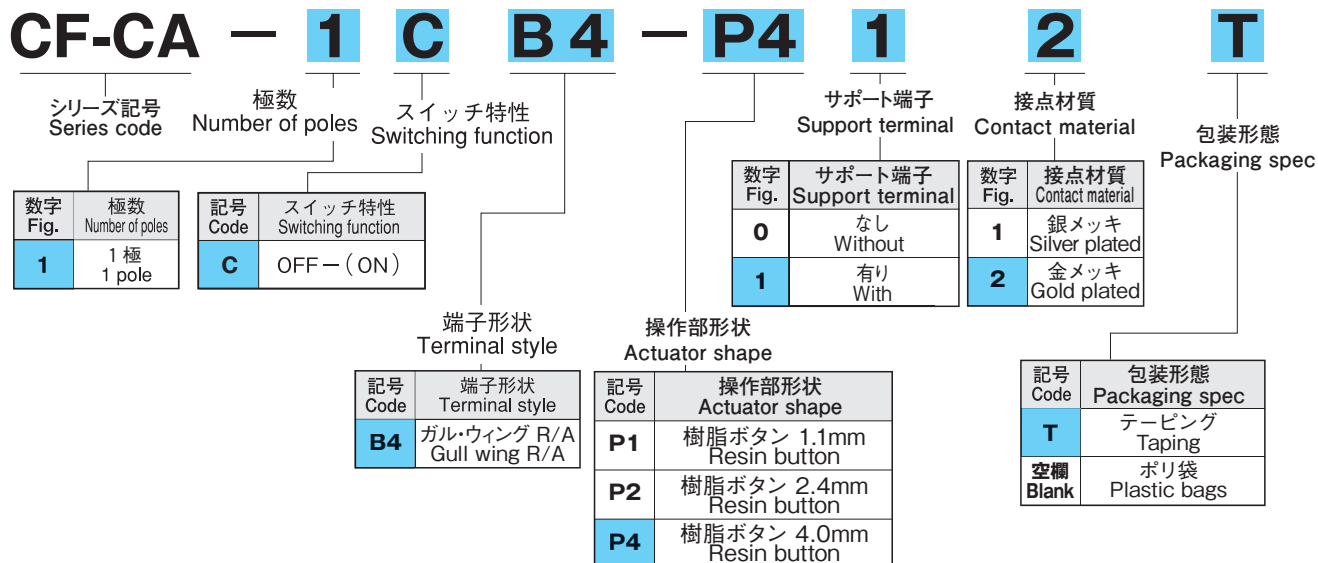 CF-CA — 1 C B4 — P4 1 2 T
シリーズ記号
Series code
極数
Number of poles
スイッチ特性
Switching function
サポート端子
Support terminal
接点材質
Contact material
包装形態
Packaging spec
数字 極数
Fig. Number of poles
1 1 極
1 pole
記号 スイッチ特性
Code Switching function
C OFF－(ON)
数字 サポート端子
Fig. Support terminal
0 なし
Without
1 有り
With
数字 接点材質
Fig. Contact material
1 銀メッキ
Silver plated
2 金メッキ
Gold plated
端子形状
Terminal style
記号 端子形状
Code Terminal style
B4 ガル・ウィング R/A
Gull wing R/A
操作部形状
Actuator shape
記号 操作部形状
Code Actuator shape
P1 樹脂ボタン 1.1mm
Resin button
P2 樹脂ボタン 2.4mm
Resin button
P4 樹脂ボタン 4.0mm
Resin button
記号 包装形態
Code Packaging spec
T テーピング
Taping
空欄 ポリ袋
Blank Plastic bags